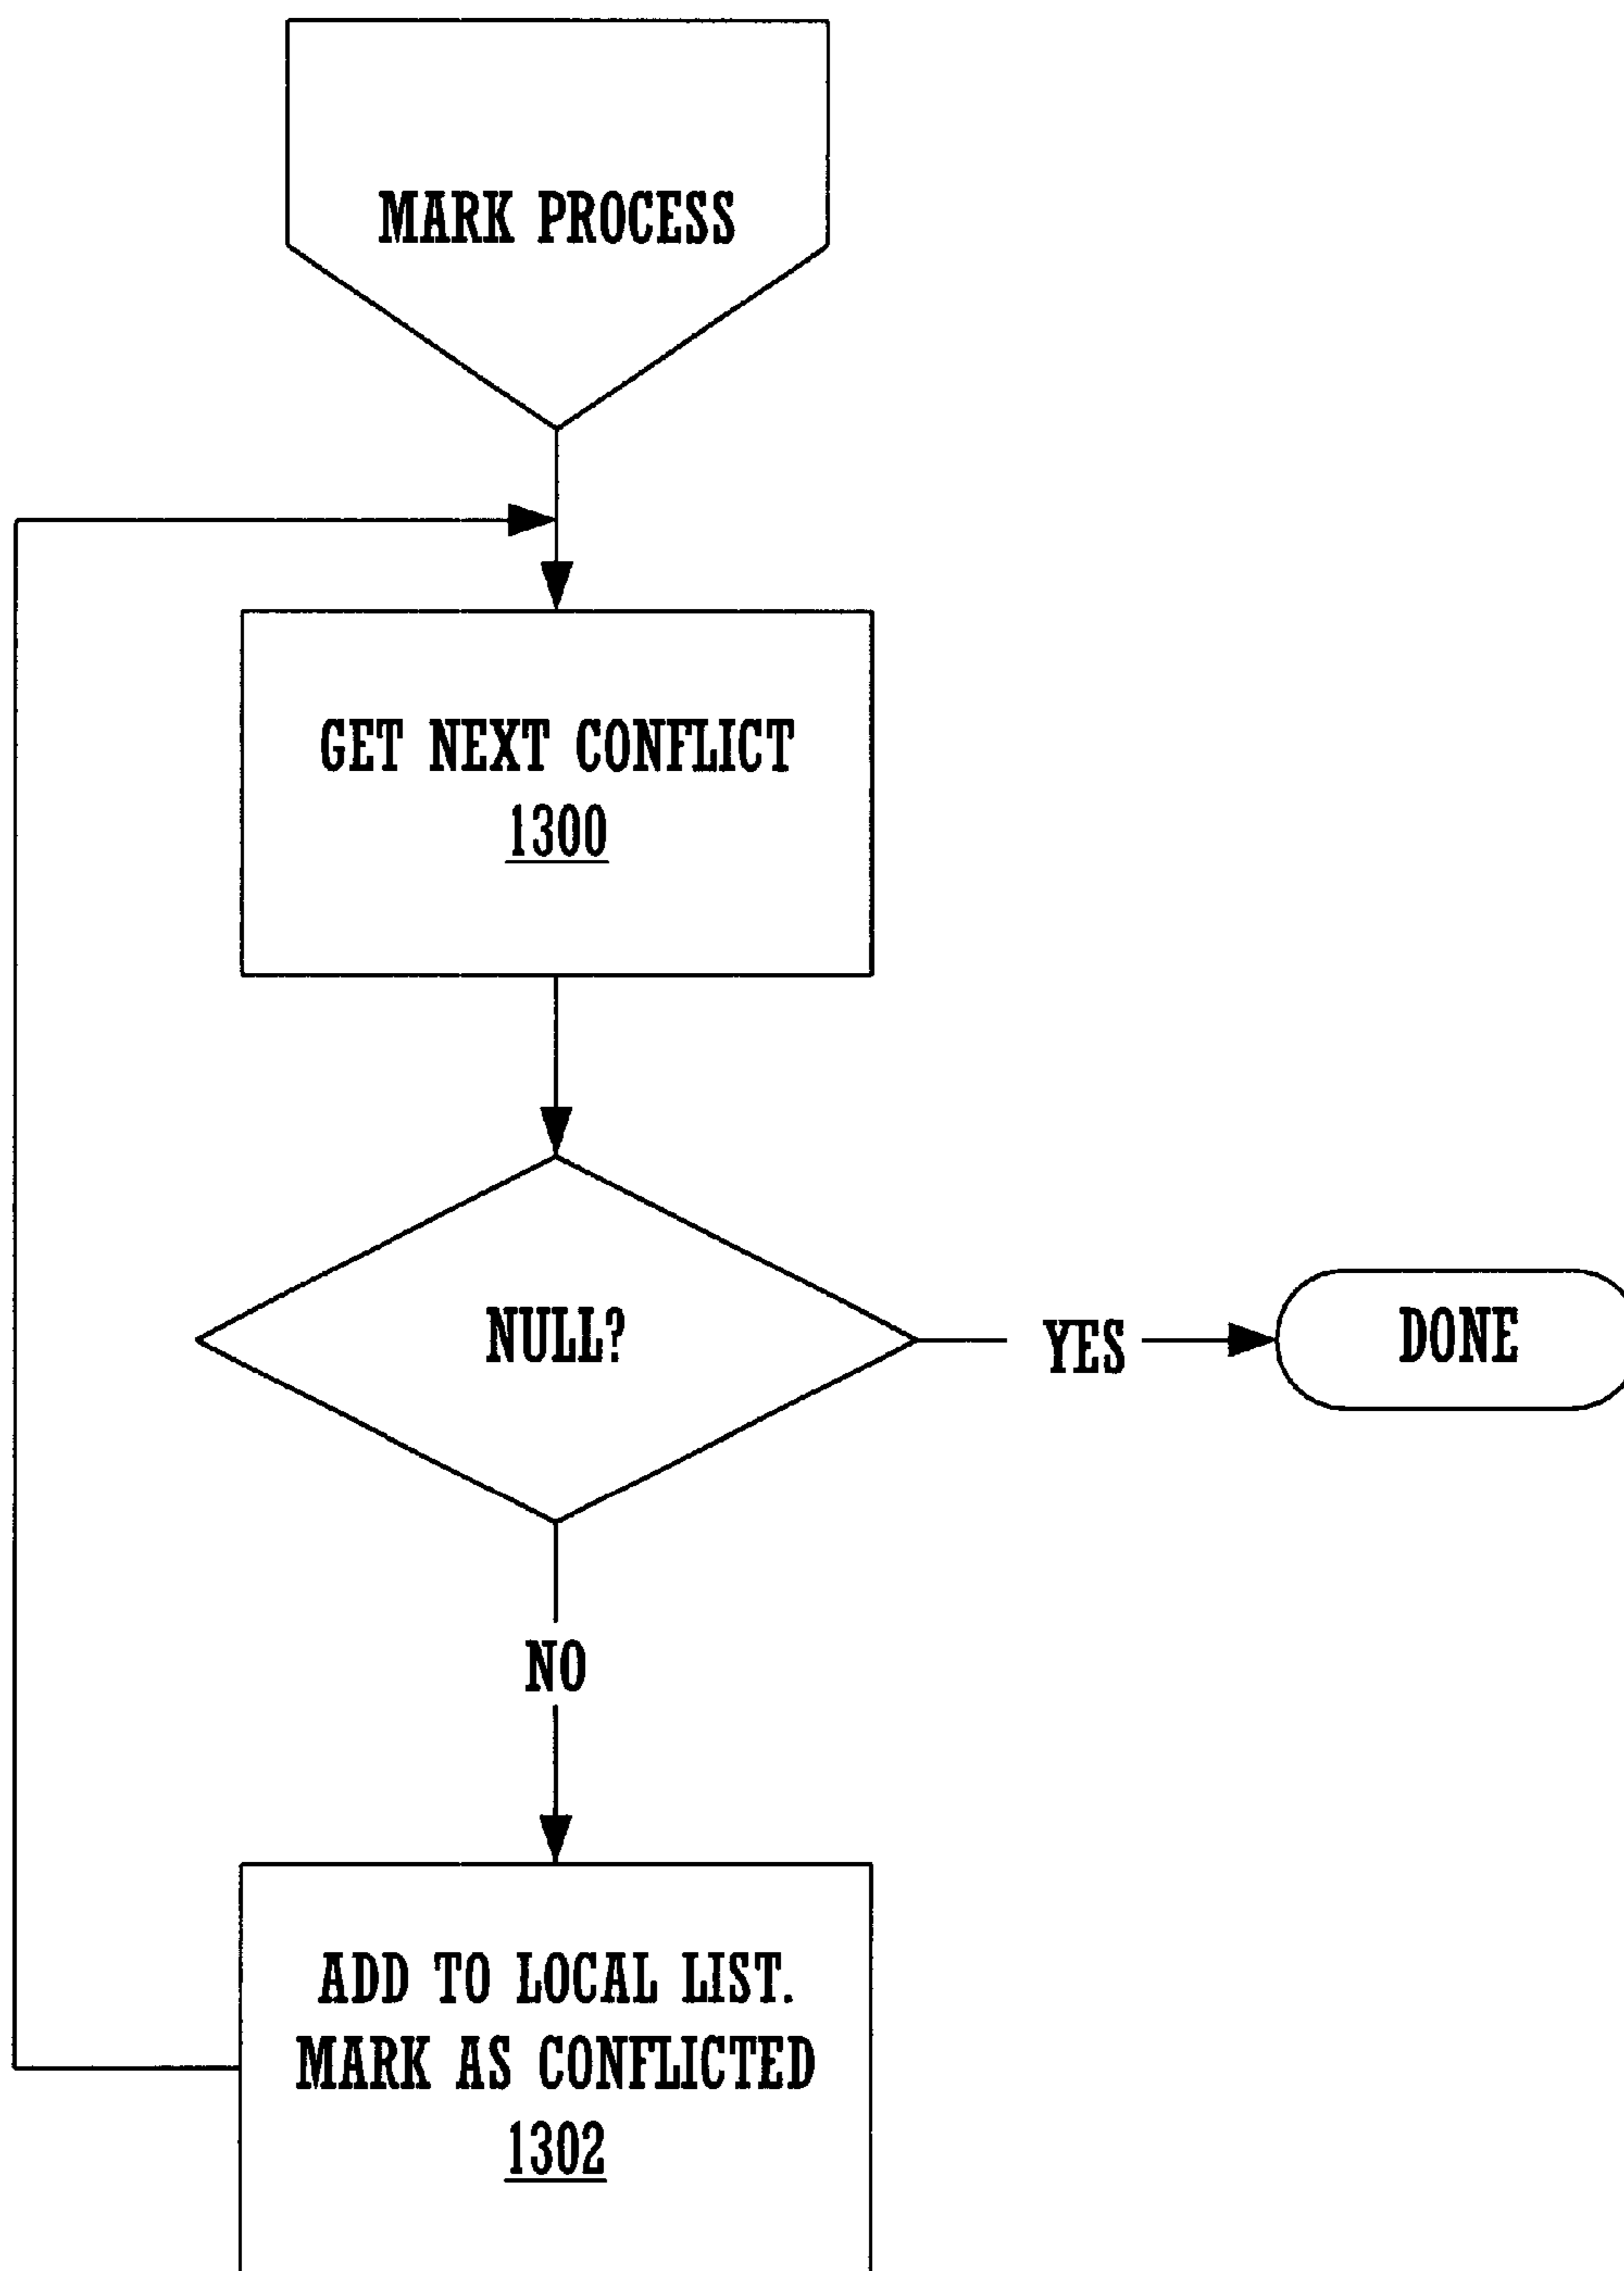 MARK PROCESS
GET NEXT CONFLICT
1300
NULL?
YES
DONE
NO
ADD TO LOCAL LIST.
MARK AS CONFLICTED
1302